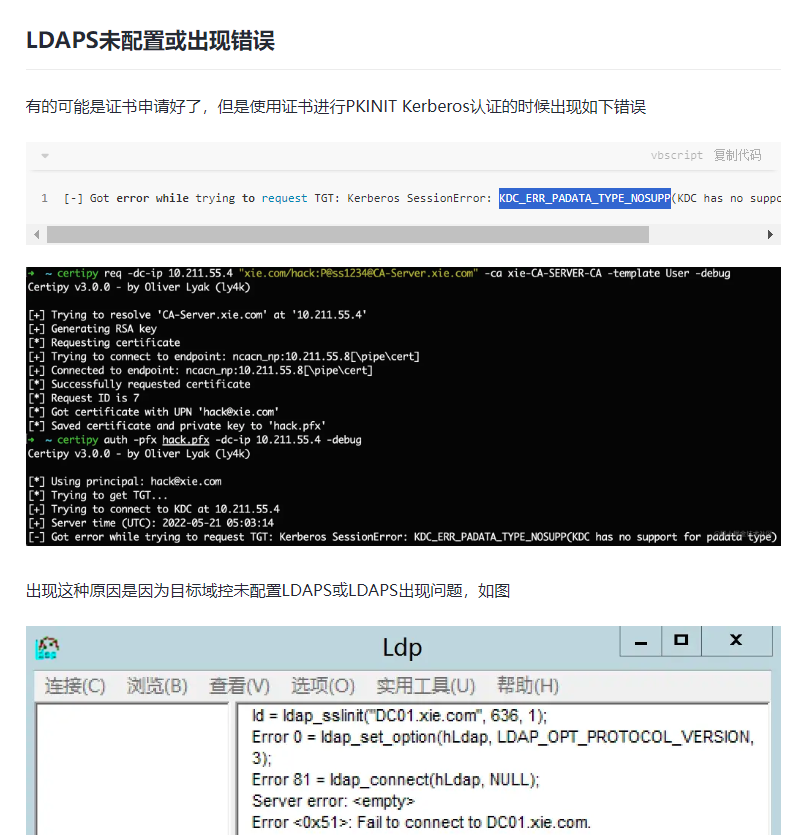 LDAPS未配置或出现错误
有的可能是证书申请好了，但是使用证书进行PKINIT Kerberos认证的时候出现如下错误
vbscript 复制代码
1 [-] Got error while trying to request TGT: Kerberos SessionError: KDC_ERR_PADATA_TYPE_NOSUPP(KDC has no suppo
→ ~ certipy req -dc-ip 10.211.55.4 "xie.com/hack:P@ss1234@CA-Server.xie.com" -ca xie-CA-SERVER-CA -template User -debug
Certipy v3.0.0 - by Oliver Lyak (ly4k)
[+] Trying to resolve 'CA-Server.xie.com' at '10.211.55.4'
[+] Generating RSA key
[*] Requesting certificate
[+] Trying to connect to endpoint: ncacn_np:10.211.55.8[\pipe\cert]
[+] Connected to endpoint: ncacn_np:10.211.55.8[\pipe\cert]
[*] Successfully requested certificate
[*] Request ID is 7
[*] Got certificate with UPN 'hack@xie.com'
[*] Saved certificate and private key to 'hack.pfx'
→ ~ certipy auth -pfx hack.pfx -dc-ip 10.211.55.4 -debug
Certipy v3.0.0 - by Oliver Lyak (ly4k)
[*] Using principal: hack@xie.com
[*] Trying to get TGT...
[+] Trying to connect to KDC at 10.211.55.4
[+] Server time (UTC): 2022-05-21 05:03:14
[-] Got error while trying to request TGT: Kerberos SessionError: KDC_ERR_PADATA_TYPE_NOSUPP(KDC has no support for padata type)
出现这种原因是因为目标域控未配置LDAPS或LDAPS出现问题，如图
Ldp
连接(C) 浏览(B) 查看(V) 选项(O) 实用工具(U) 帮助(H)
ld = ldap_sslinit("DC01.xie.com", 636, 1);
Error 0 = ldap_set_option(hLdap, LDAP_OPT_PROTOCOL_VERSION,
3);
Error 81 = ldap_connect(hLdap, NULL);
Server error: <empty>
Error <0x51>: Fail to connect to DC01.xie.com.